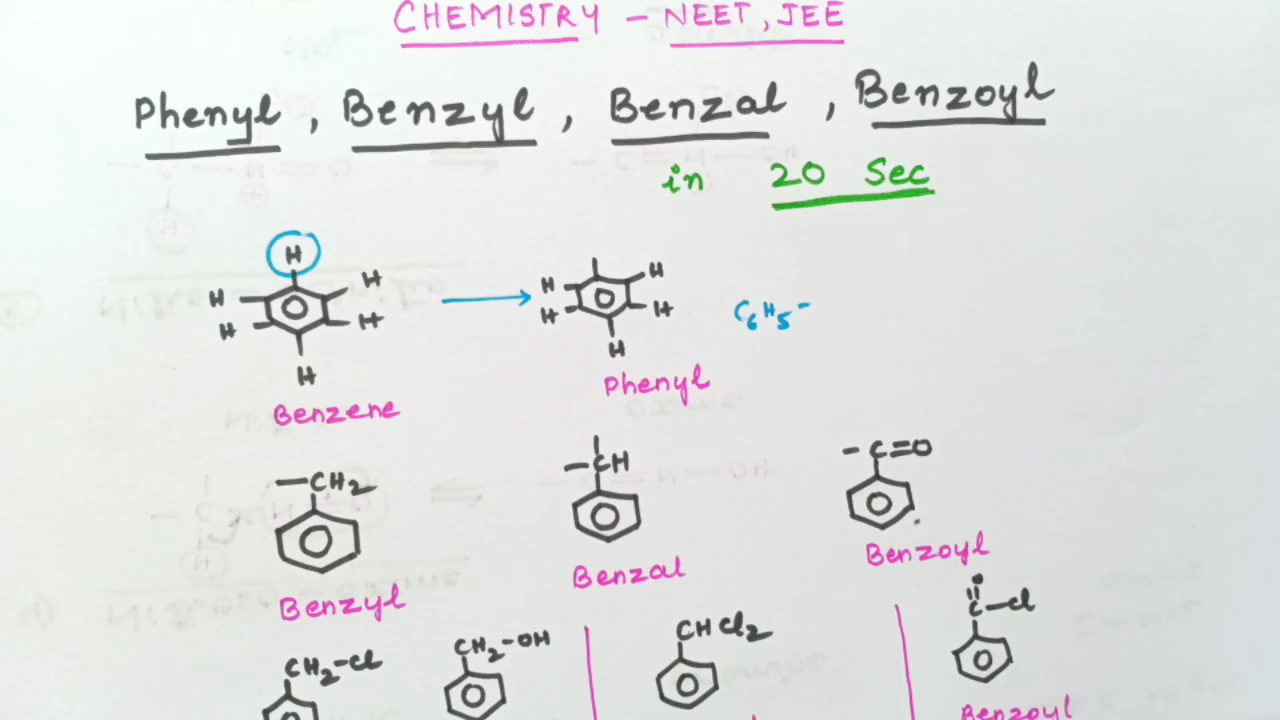 CHEMISTRY - NEET, JEE
Phenyl, Benzyl, Benzal, Benzoyl
in 20 Sec
H
H H
H H
H
Benzene
H H
H H
H
Phenyl
C6H5-
-CH2
Benzyl
-CH
Benzal
-C=O
Benzoyl
CH2-Cl
CH2-OH
CHCl2
C-Cl
Benzoyl